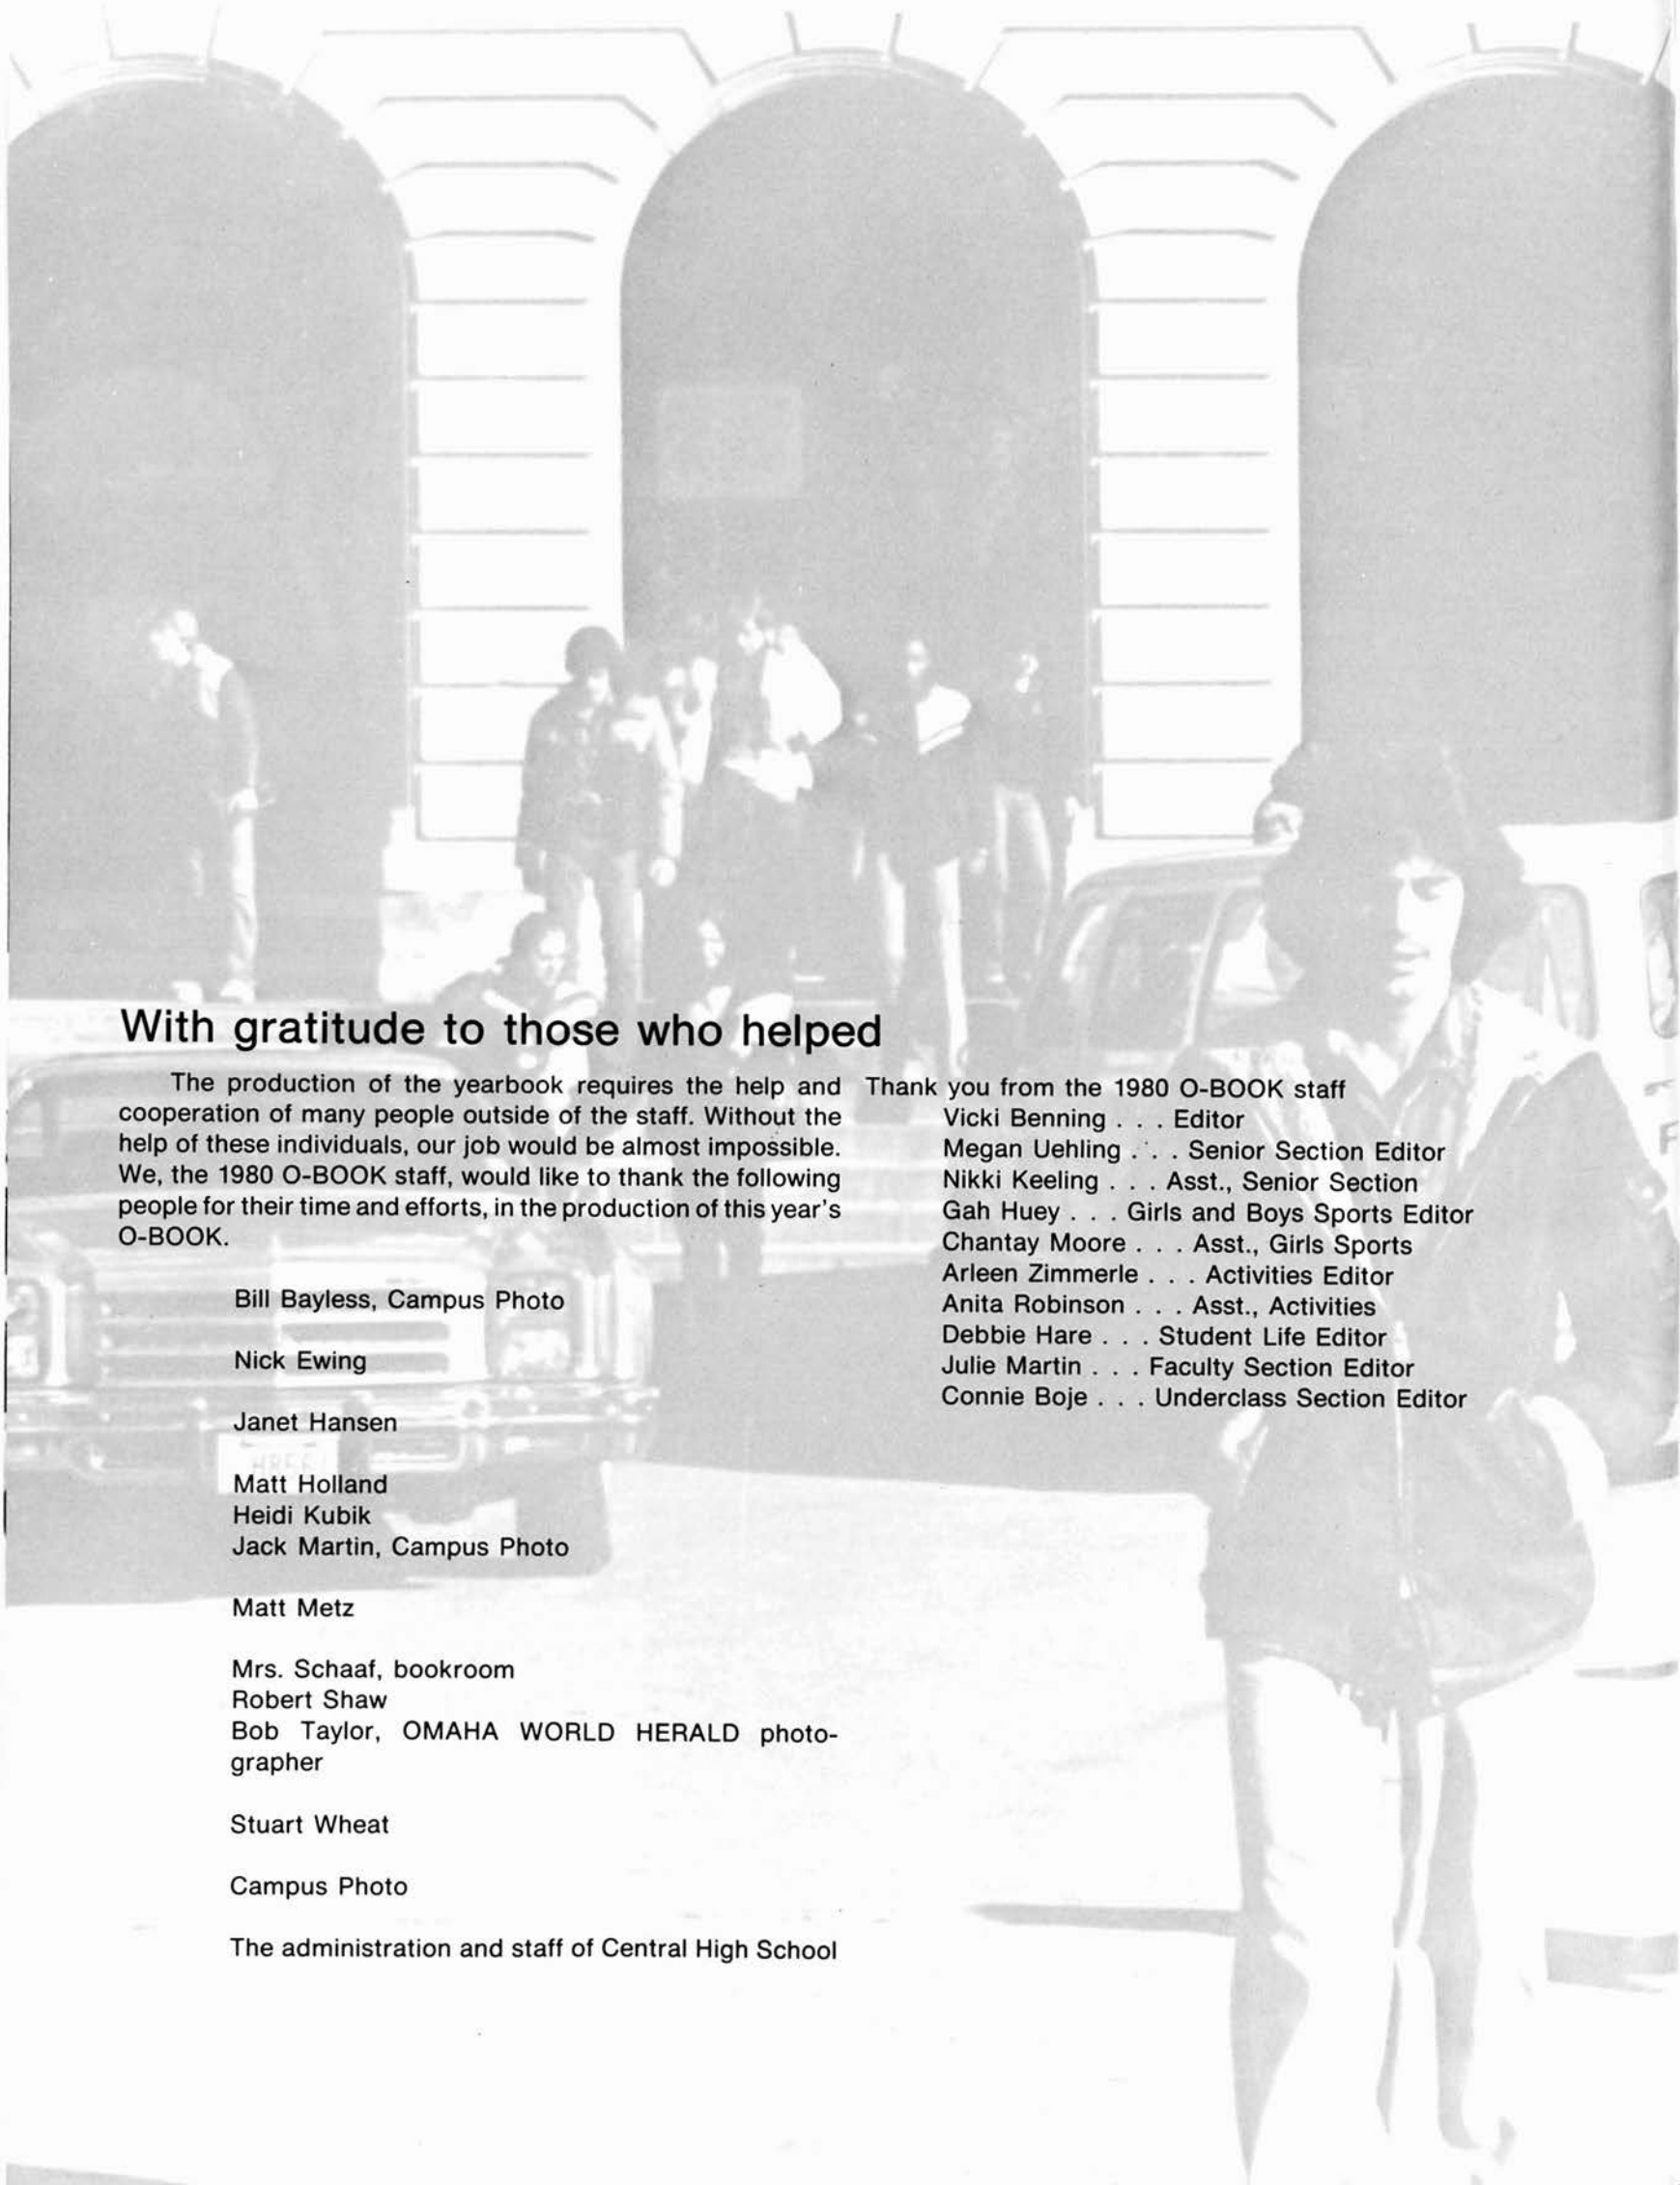 With gratitude to those who helped
The production of the yearbook requires the help and
cooperation of many people outside of the staff. Without the
help of these individuals, our job would be almost impossible.
We, the 1980 O-BOOK staff, would like to thank the following
people for their time and efforts, in the production of this year's
O-BOOK.
Bill Bayless, Campus Photo
Nick Ewing
Janet Hansen
Matt Holland
Heidi Kubik
Jack Martin, Campus Photo
Matt Metz
Mrs. Schaaf, bookroom
Robert Shaw
Bob Taylor, OMAHA WORLD HERALD photo-
grapher
Stuart Wheat
Campus Photo
The administration and staff of Central High School
Thank you from the 1980 O-BOOK staff
Vicki Benning . . . Editor
Megan Uehling . . . Senior Section Editor
Nikki Keeling . . . Asst., Senior Section
Gah Huey . . . Girls and Boys Sports Editor
Chantay Moore . . . Asst., Girls Sports
Arleen Zimmerle . . . Activities Editor
Anita Robinson . . . Asst., Activities
Debbie Hare . . . Student Life Editor
Julie Martin . . . Faculty Section Editor
Connie Boje . . . Underclass Section Editor